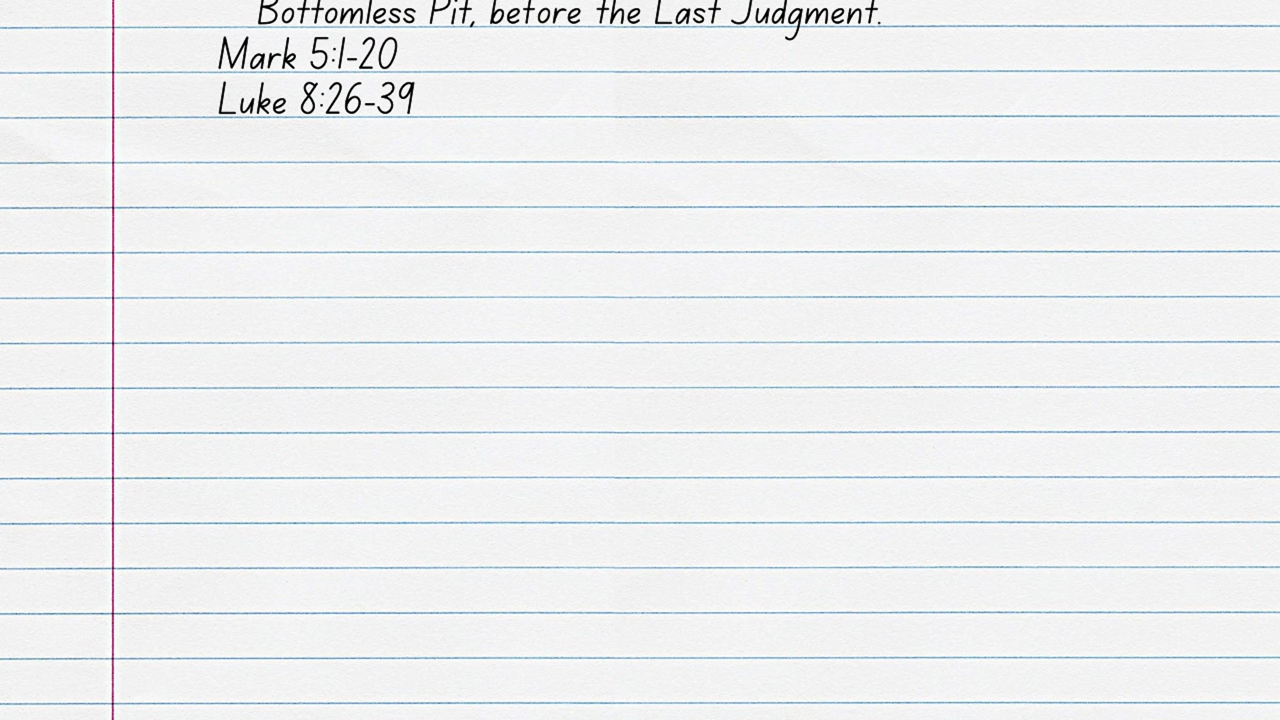 Bottomless Pit, before the Last Judgment.
Mark 5:1-20
Luke 8:26-39